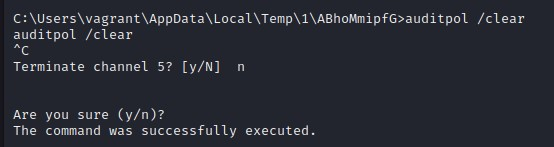 C:\Users\vagrant\AppData\Local\Temp\1\ABhoMmipfG>auditpol /clear
auditpol /clear
^C
Terminate channel 5? [y/N]  n
Are you sure (y/n)?
The command was successfully executed.